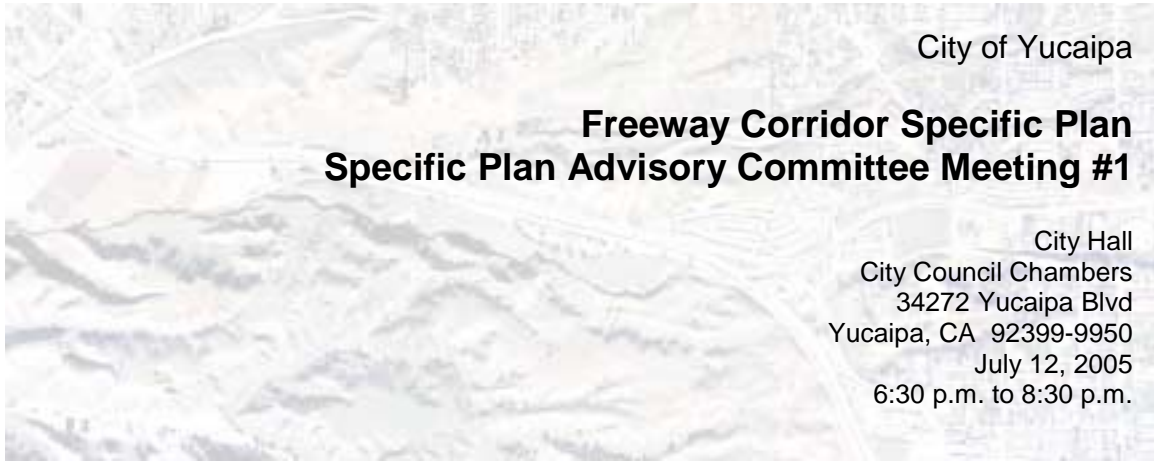 City of Yucaipa
Freeway Corridor Specific Plan
Specific Plan Advisory Committee Meeting #1
City Hall
City Council Chambers
34272 Yucaipa Blvd
Yucaipa, CA  92399-9950
July 12, 2005
6:30 p.m. to 8:30 p.m.